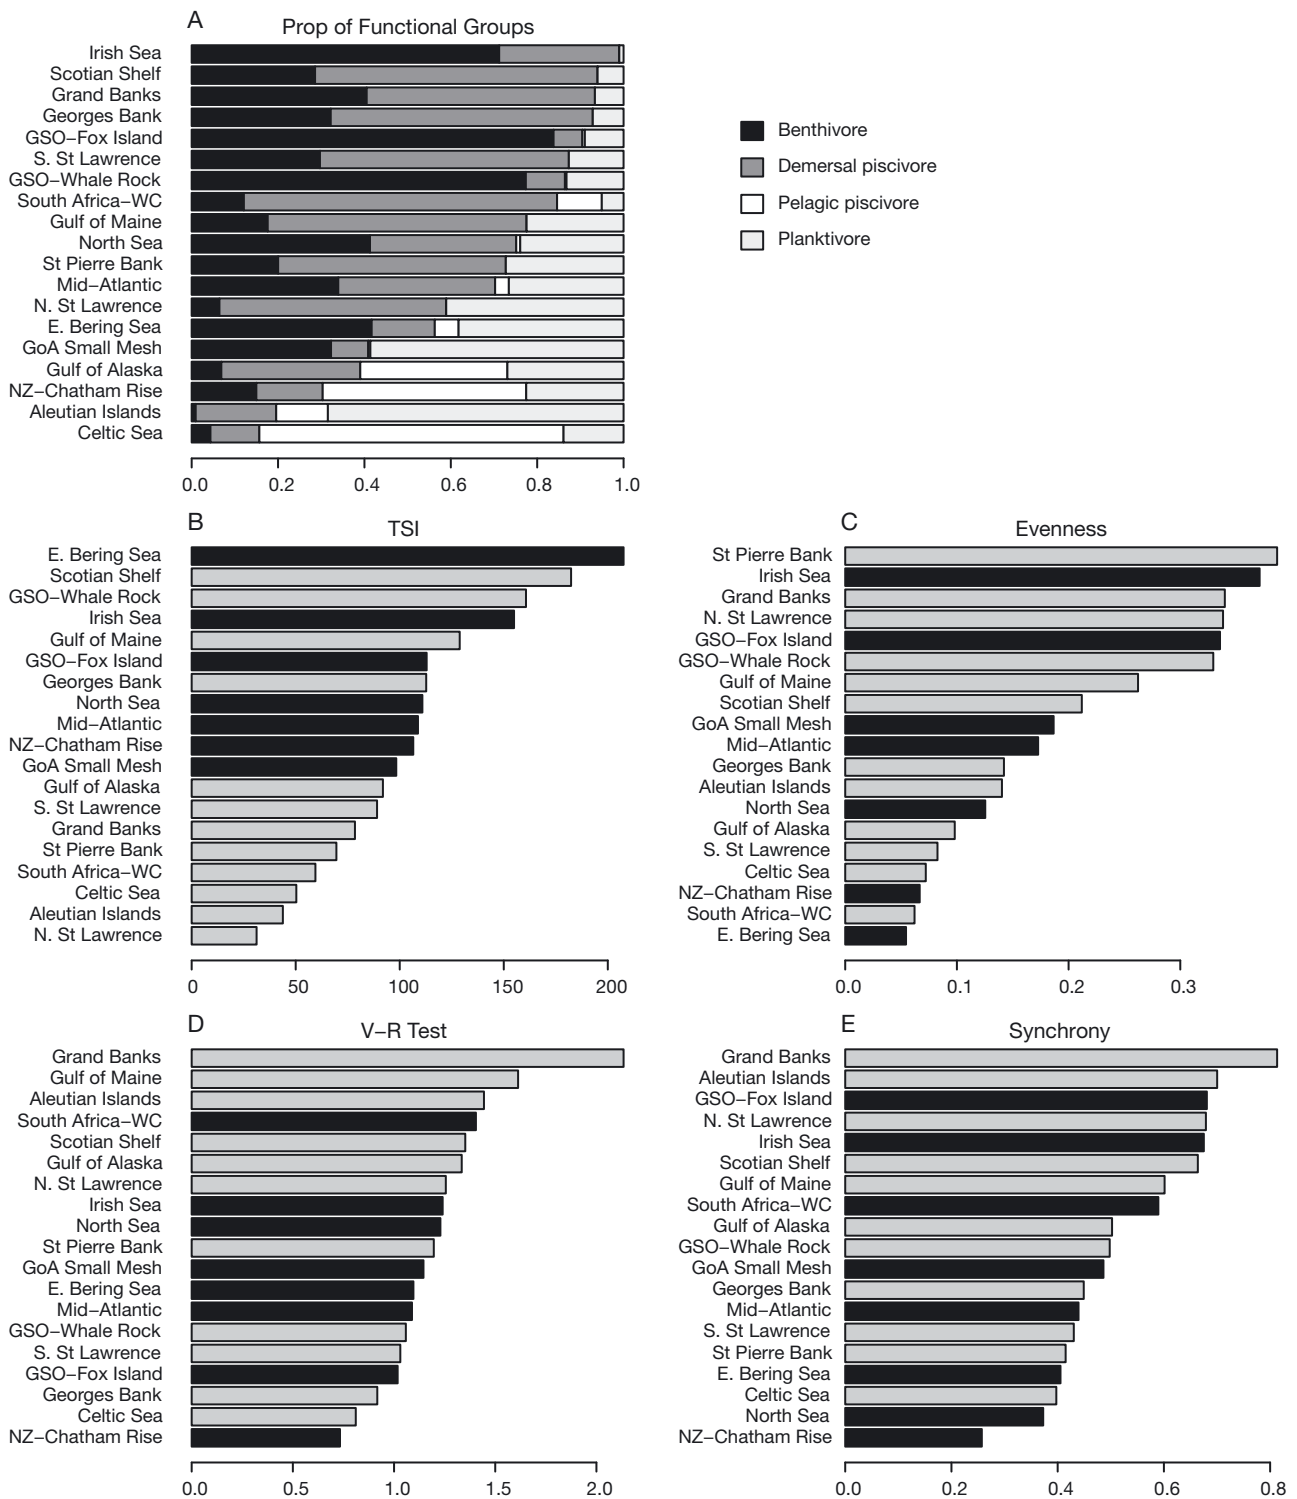 A
Prop of Functional Groups
Irish Sea
Scotian Shelf
Grand Banks
Georges Bank
GSO–Fox Island
S. St Lawrence
GSO–Whale Rock
South Africa–WC
Gulf of Maine
North Sea
St Pierre Bank
Mid–Atlantic
N. St Lawrence
E. Bering Sea
GoA Small Mesh
Gulf of Alaska
NZ–Chatham Rise
Aleutian Islands
Celtic Sea
0.0 0.2 0.4 0.6 0.8 1.0
Benthivore
Demersal piscivore
Pelagic piscivore
Planktivore
B
TSI
E. Bering Sea
Scotian Shelf
GSO–Whale Rock
Irish Sea
Gulf of Maine
GSO–Fox Island
Georges Bank
North Sea
Mid–Atlantic
NZ–Chatham Rise
GoA Small Mesh
Gulf of Alaska
S. St Lawrence
Grand Banks
St Pierre Bank
South Africa–WC
Celtic Sea
Aleutian Islands
N. St Lawrence
0 50 100 150 200
C
Evenness
St Pierre Bank
Irish Sea
Grand Banks
N. St Lawrence
GSO–Fox Island
GSO–Whale Rock
Gulf of Maine
Scotian Shelf
GoA Small Mesh
Mid–Atlantic
Georges Bank
Aleutian Islands
North Sea
Gulf of Alaska
S. St Lawrence
Celtic Sea
NZ–Chatham Rise
South Africa–WC
E. Bering Sea
0.0 0.1 0.2 0.3
D
V–R Test
Grand Banks
Gulf of Maine
Aleutian Islands
South Africa–WC
Scotian Shelf
Gulf of Alaska
N. St Lawrence
Irish Sea
North Sea
St Pierre Bank
GoA Small Mesh
E. Bering Sea
Mid–Atlantic
GSO–Whale Rock
S. St Lawrence
GSO–Fox Island
Georges Bank
Celtic Sea
NZ–Chatham Rise
0.0 0.5 1.0 1.5 2.0
E
Synchrony
Grand Banks
Aleutian Islands
GSO–Fox Island
N. St Lawrence
Irish Sea
Scotian Shelf
Gulf of Maine
South Africa–WC
Gulf of Alaska
GSO–Whale Rock
GoA Small Mesh
Georges Bank
Mid–Atlantic
S. St Lawrence
St Pierre Bank
E. Bering Sea
Celtic Sea
North Sea
NZ–Chatham Rise
0.0 0.2 0.4 0.6 0.8